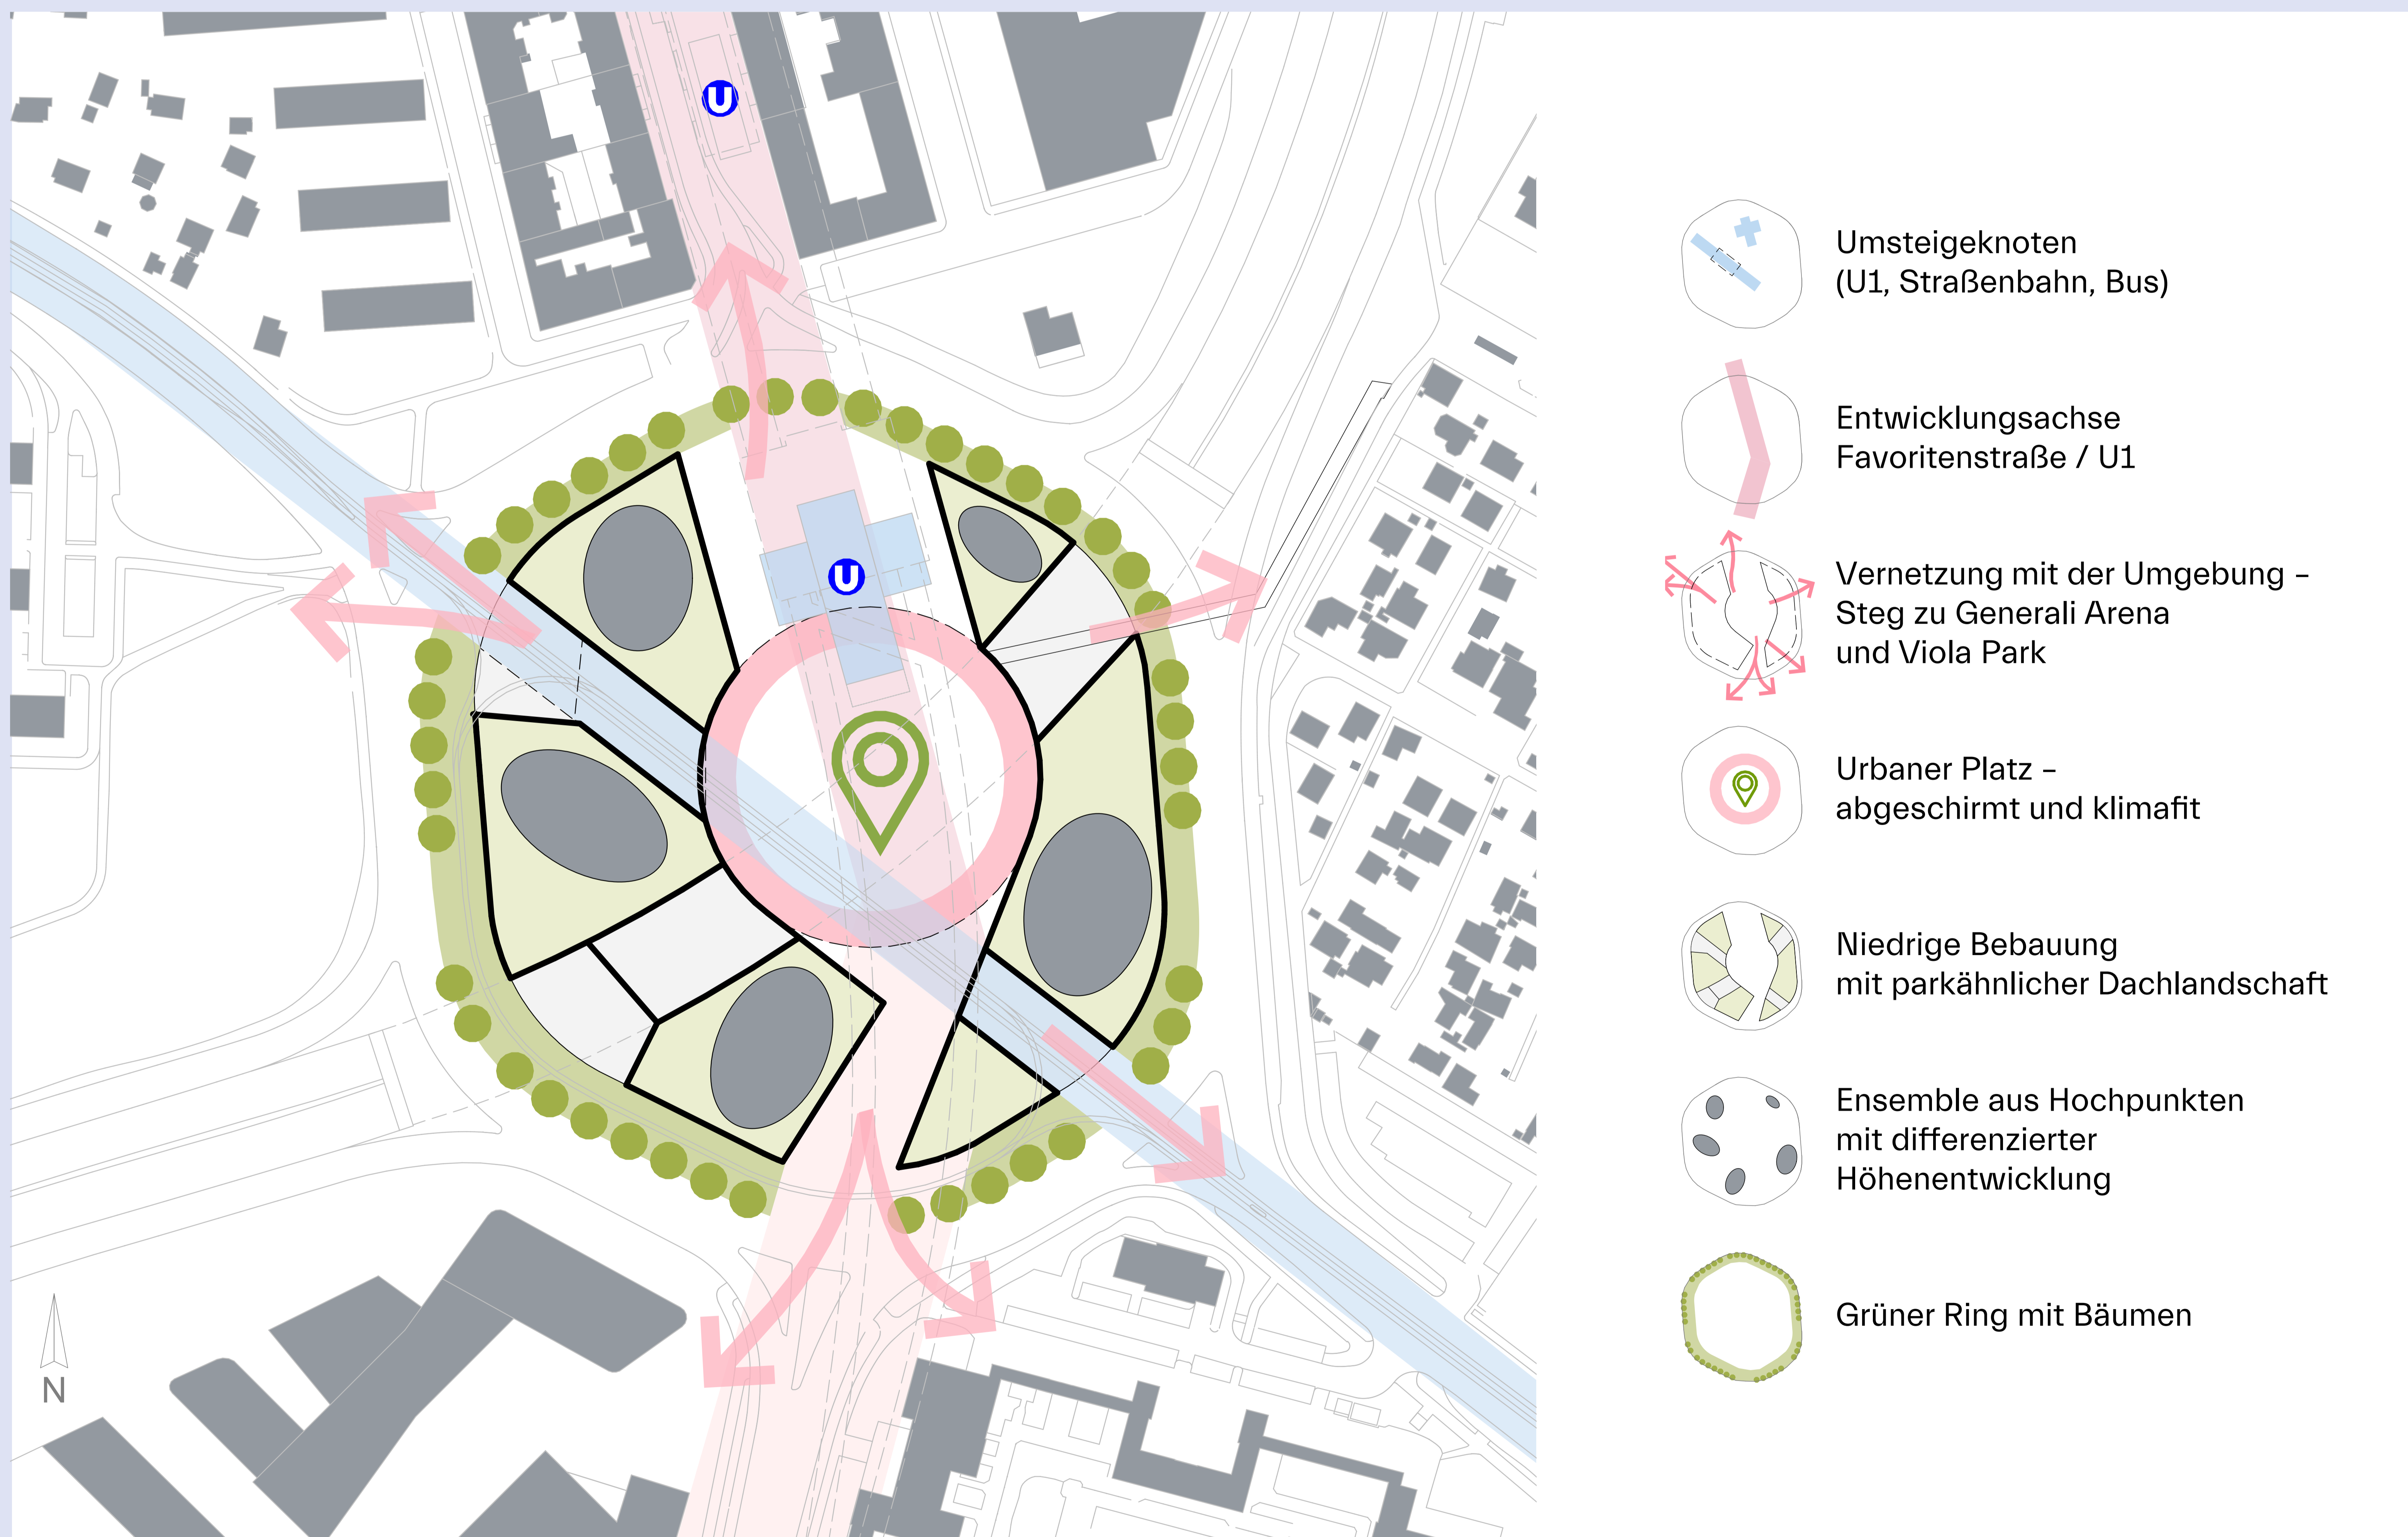 U
U
N
Umsteigeknoten
(U1, Straßenbahn, Bus)
Entwicklungsachse
Favoritenstraße / U1
Vernetzung mit der Umgebung –
Steg zu Generali Arena
und Viola Park
Urbaner Platz –
abgeschirmt und klimafit
Niedrige Bebauung
mit parkähnlicher Dachlandschaft
Ensemble aus Hochpunkten
mit differenzierter
Höhenentwicklung
Grüner Ring mit Bäumen